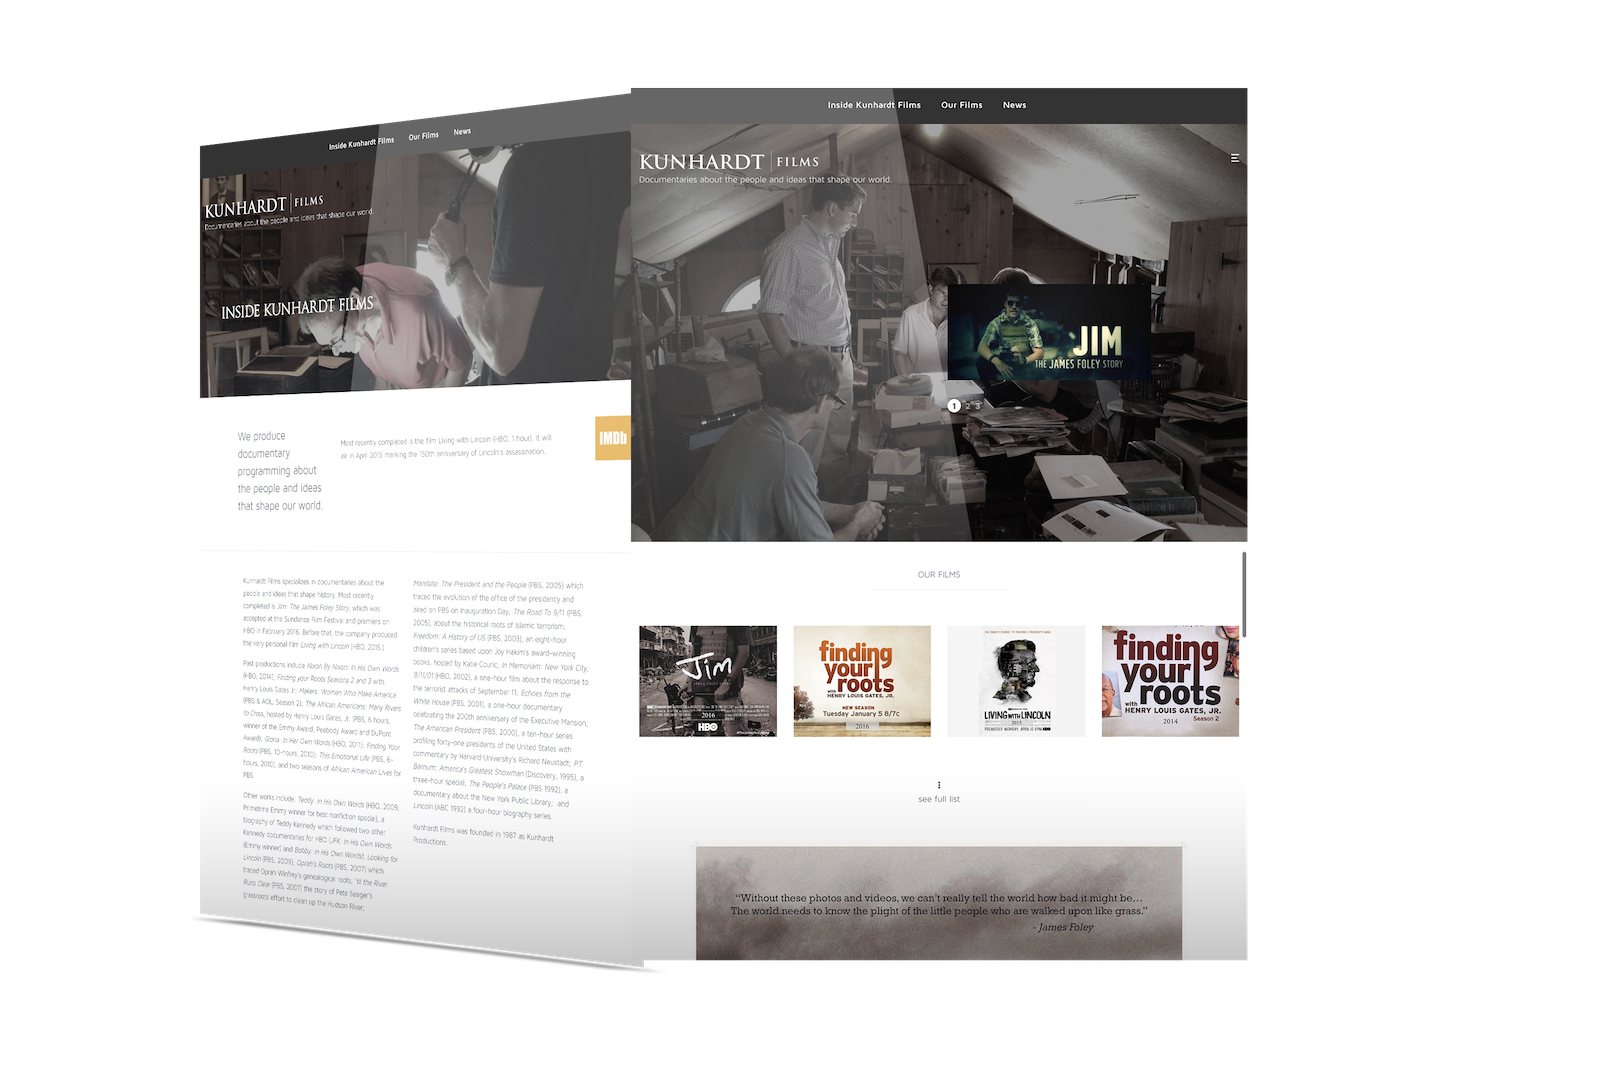 Inside Kunhardt Films
Our Films
News
KUNHARDT FILMS
Documentaries about the people and ideas that shape our world.
INSIDE KUNHARDT FILMS
We produce
documentary
programming about
the people and ideas
that shape our world.
Most recently completed is the film Living with Lincoln (HBO, 1 hour). It will
air in April 2015 marking the 150th anniversary of Lincoln's assassination.
IMDb
Kunhardt Films specializes in documentaries about the
people and ideas that shape history. Most recently
completed is Jim: The James Foley Story, which was
accepted at the Sundance Film Festival and premiers on
HBO in February 2016. Before that, the company produced
the very personal film Living with Lincoln (HBO, 2015.)
Past productions include Nixon By Nixon: In His Own Words
(HBO, 2014); Finding your Roots Seasons 2 and 3 with
Henry Louis Gates Jr; Makers: Women Who Make America
(PBS & AOL, Season 2); The African Americans: Many Rivers
to Cross, hosted by Henry Louis Gates, Jr. (PBS, 6-hours,
winner of the Emmy Award, Peabody Award and DuPont
Award); Gloria: In Her Own Words (HBO, 2011); Finding Your
Roots (PBS, 10-hours, 2010); This Emotional Life (PBS, 6-
hours, 2010), and two seasons of African American Lives for
PBS.
Other works include: Teddy: In His Own Words (HBO, 2009,
Primetime Emmy winner for best nonfiction special), a
biography of Teddy Kennedy which followed two other
Kennedy documentaries for HBO (JFK: In His Own Words
(Emmy winner) and Bobby: In His Own Words); Looking for
Lincoln (PBS, 2009), Oprah's Roots (PBS, 2007) which
traced Oprah Winfrey's genealogical roots; 'til the River
Runs Clear (PBS, 2007) the story of Pete Seeger's
grassroots effort to clean up the Hudson River;
Mandate: The President and the People (PBS, 2005) which
traced the evolution of the office of the presidency and
aired on PBS on Inauguration Day; The Road To 9/11 (PBS,
2005), about the historical roots of Islamic terrorism;
Freedom: A History of US (PBS, 2003), an eight-hour
children's series based upon Joy Hakim's award-winning
books, hosted by Katie Couric; In Memoriam: New York City,
9/11/01 (HBO, 2002), a one-hour film about the response to
the terrorist attacks of September 11; Echoes from the
White House (PBS, 2001), a one-hour documentary
celebrating the 200th anniversary of the Executive Mansion;
The American President (PBS, 2000), a ten-hour series
profiling forty-one presidents of the United States with
commentary by Harvard University's Richard Neustadt; P.T.
Barnum: America's Greatest Showman (Discovery, 1995), a
three-hour special; The People's Palace (PBS 1992), a
documentary about the New York Public Library; and
Lincoln (ABC 1992) a four-hour biography series.
Kunhardt Films was founded in 1987 as Kunhardt
Productions.
Inside Kunhardt Films
Our Films
News
KUNHARDT FILMS
Documentaries about the people and ideas that shape our world.
JIM
THE JAMES FOLEY STORY
1 2 3
OUR FILMS
Jim
2016
HBO
finding
your
roots
with
HENRY LOUIS GATES, JR.
NEW SEASON
Tuesday January 5 8/7c
2016
LIVING WITH LINCOLN
2015
finding
your
roots
with
HENRY LOUIS GATES, JR.
2014
Season 2
see full list
“Without these photos and videos, we can’t really tell the world how bad it might be…
The world needs to know the plight of the little people who are walked upon like grass.”
- James Foley